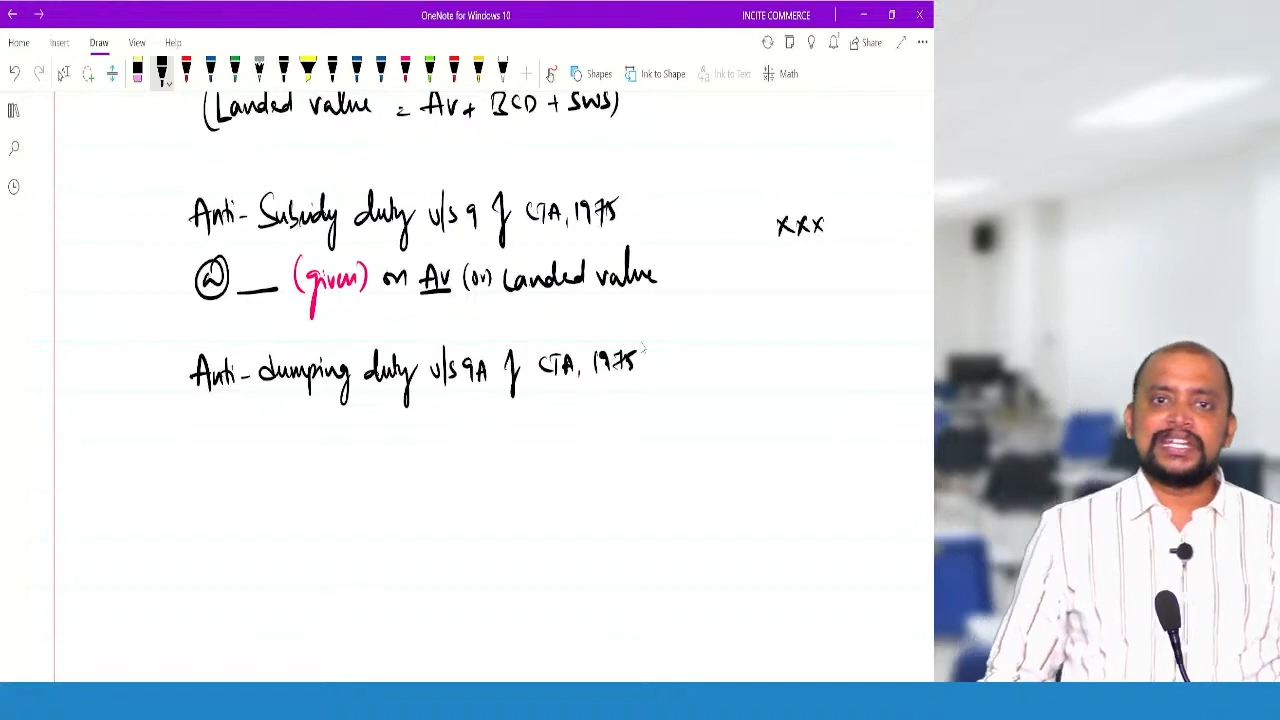 OneNote for Windows 10
INCITE COMMERCE
Home Insert Draw View Help
Share
Shapes Ink to Shape Ink to Text Math
(Landed value = AV + BCD + SWS)
Anti-Subsidy duty u/s 9 of CTA, 1975
xxx
@ __ (given) on AV (or) Landed value
Anti-dumping duty u/s 9A of CTA, 1975